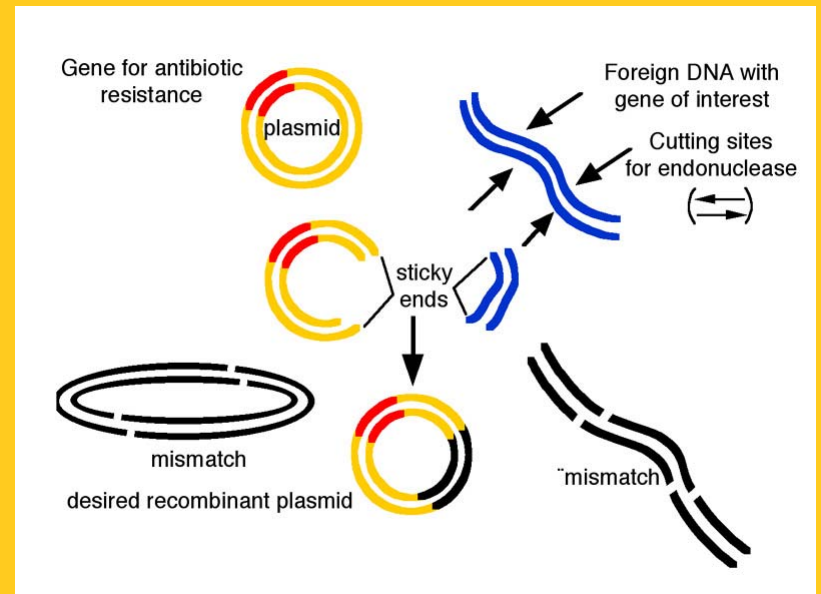 Gene for antibiotic
resistance
plasmid
Foreign DNA with
gene of interest
Cutting sites
for endonuclease
sticky
ends
mismatch
desired recombinant plasmid
¨mismatch